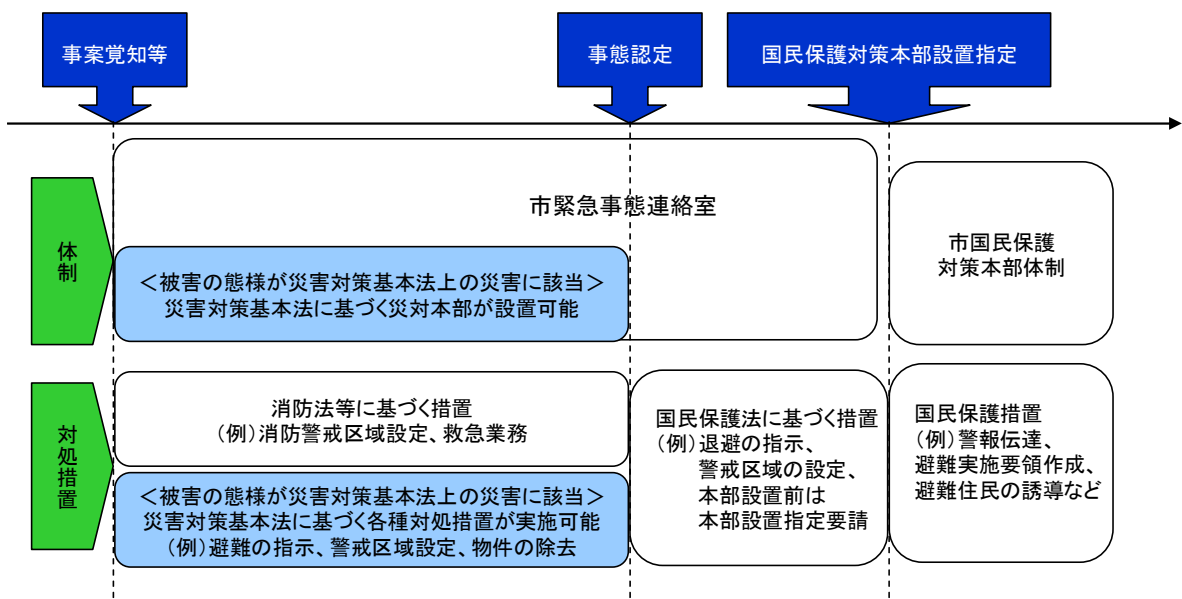 事案覚知等
事態認定
国民保護対策本部設置指定
体制
市緊急事態連絡室
＜被害の態様が災害対策基本法上の災害に該当＞
災害対策基本法に基づく災対本部が設置可能
市国民保護
対策本部体制
対処措置
消防法等に基づく措置
（例）消防警戒区域設定、救急業務
＜被害の態様が災害対策基本法上の災害に該当＞
災害対策基本法に基づく各種対処措置が実施可能
（例）避難の指示、警戒区域設定、物件の除去
国民保護法に基づく措置
（例）退避の指示、
警戒区域の設定、
本部設置前は
本部設置指定要請
国民保護措置
（例）警報伝達、
避難実施要領作成、
避難住民の誘導など